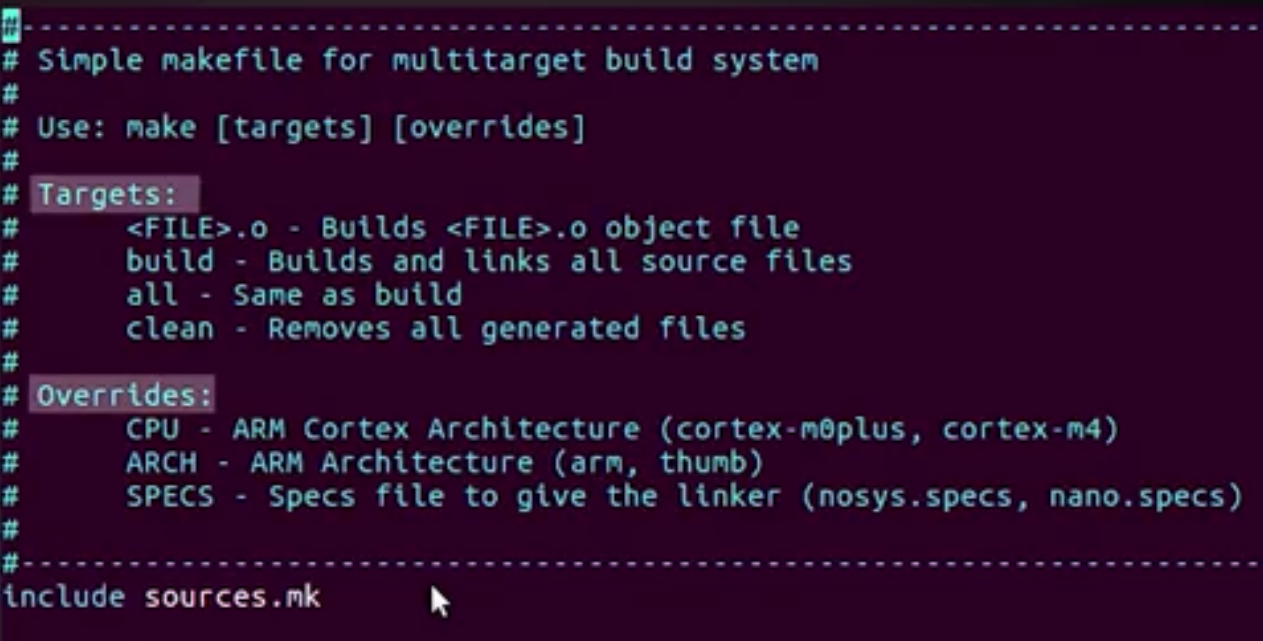 #-----------------------------------------------------------------------
# Simple makefile for multitarget build system
#
# Use: make [targets] [overrides]
#
# Targets:
#      <FILE>.o - Builds <FILE>.o object file
#      build - Builds and links all source files
#      all - Same as build
#      clean - Removes all generated files
#
# Overrides:
#      CPU - ARM Cortex Architecture (cortex-m0plus, cortex-m4)
#      ARCH - ARM Architecture (arm, thumb)
#      SPECS - Specs file to give the linker (nosys.specs, nano.specs)
#
#-----------------------------------------------------------------------
include sources.mk